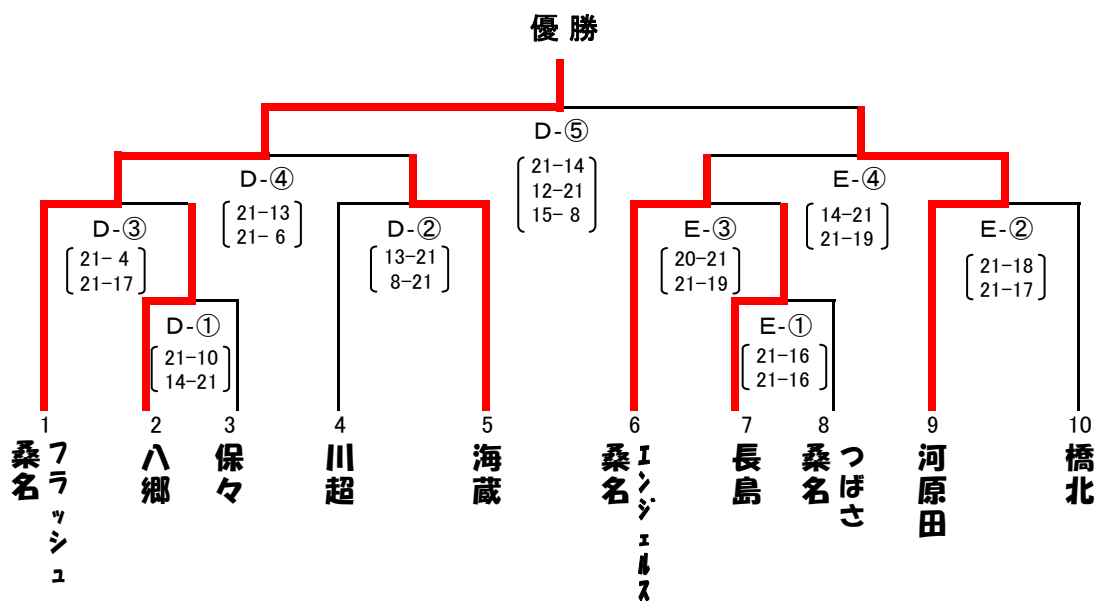 優勝
D-⑤
21-14
12-21
15- 8
D-④
21-13
21- 6
E-④
14-21
21-19
D-③
21- 4
21-17
D-②
13-21
8-21
E-③
20-21
21-19
E-②
21-18
21-17
D-①
21-10
14-21
E-①
21-16
21-16
1
桑名フラッシュ
2
八郷
3
保々
4
川超
5
海蔵
6
桑名エンジェルス
7
長島
8
桑名つばさ
9
河原田
10
橋北